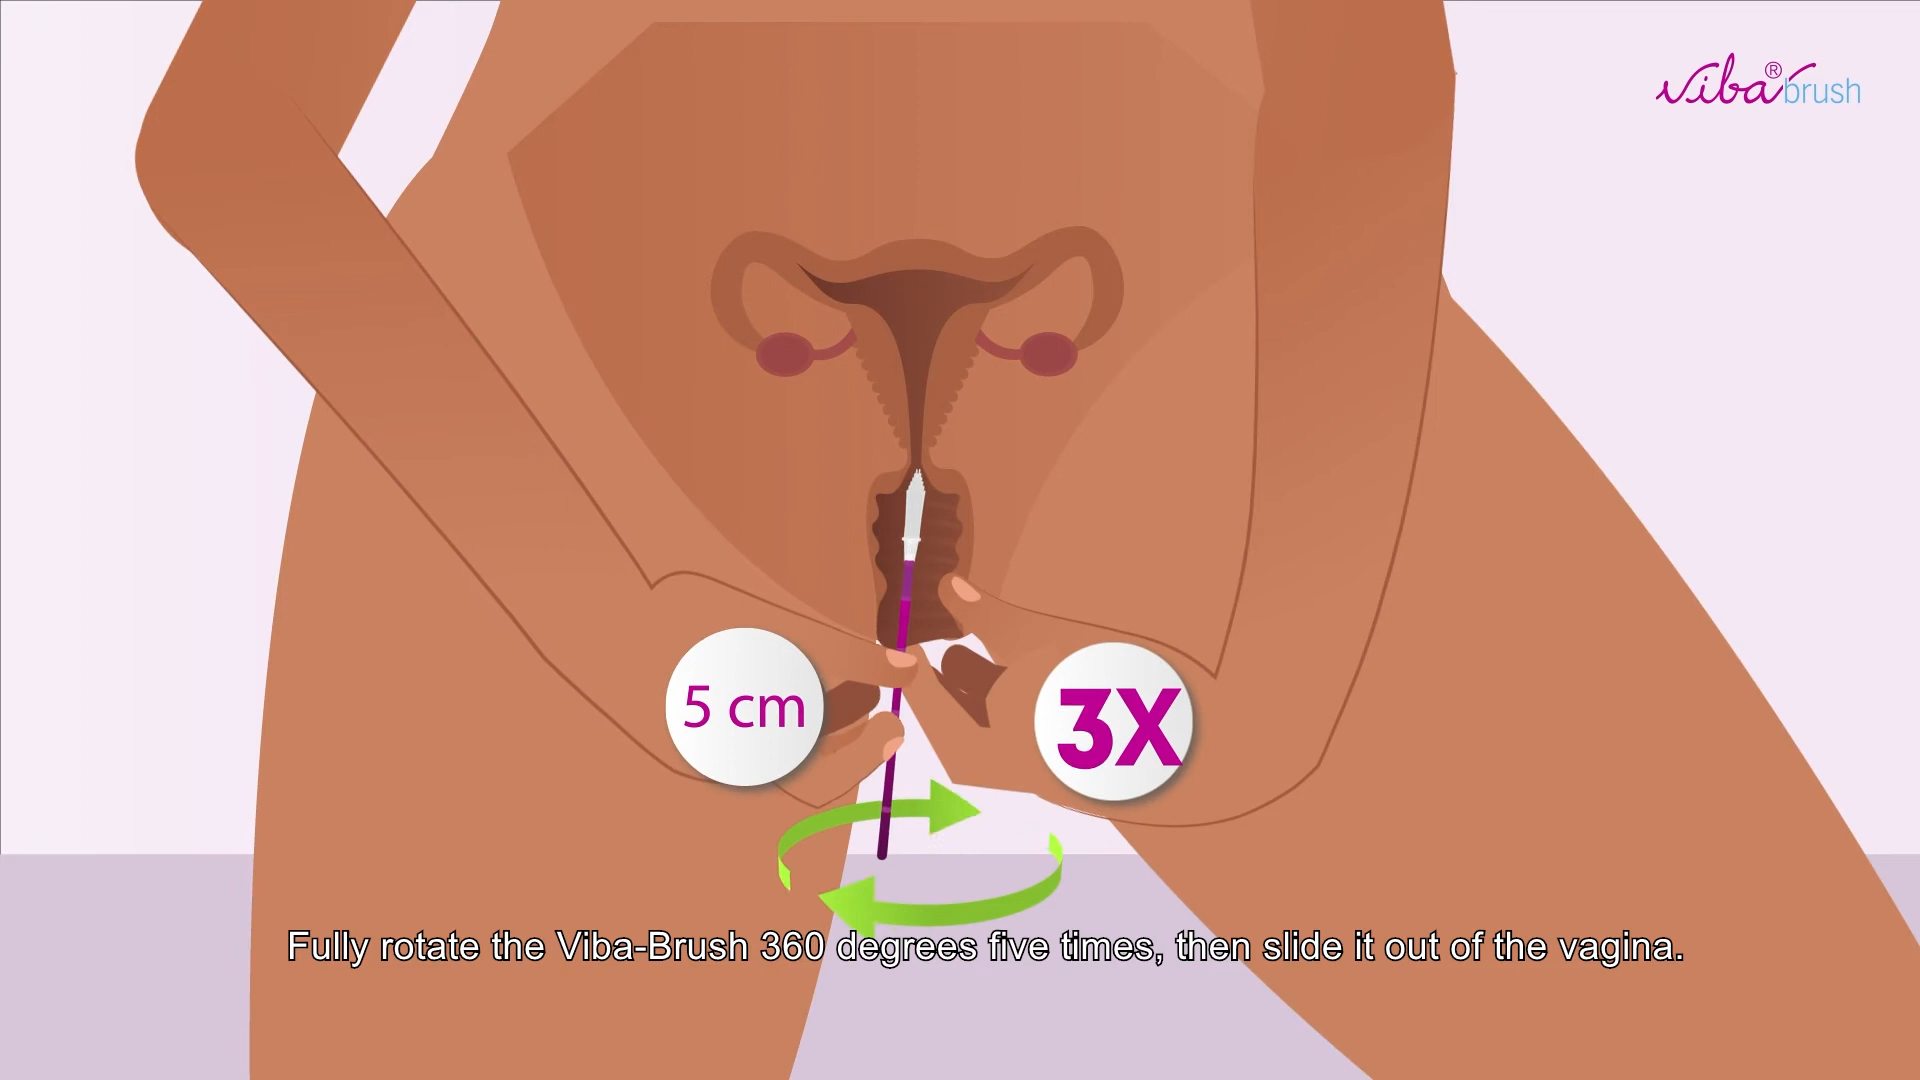 Viba® brush
5 cm
3X
Fully rotate the Viba-Brush 360 degrees five times, then slide it out of the vagina.